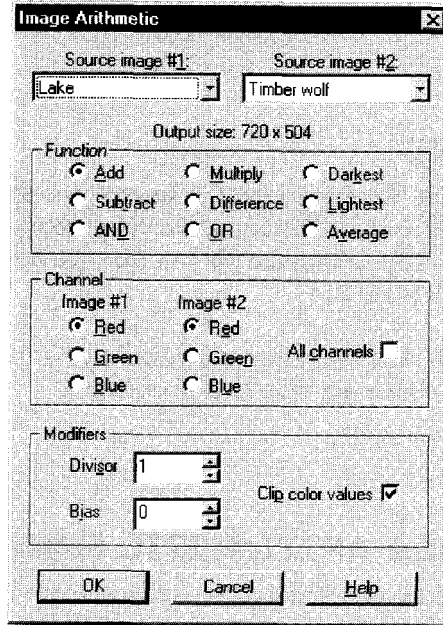 Image Arithmetic
Source image #1: Source image #2:
Lake Timber wolf
Output size: 720 x 504
Function
Add Multiply Darkest
Subtract Difference Lightest
AND OR Average
Channel
Image #1 Image #2
Red Red
Green Green All channels
Blue Blue
Modifiers
Divisor 1
Bias 0 Clip color values
OK Cancel Help